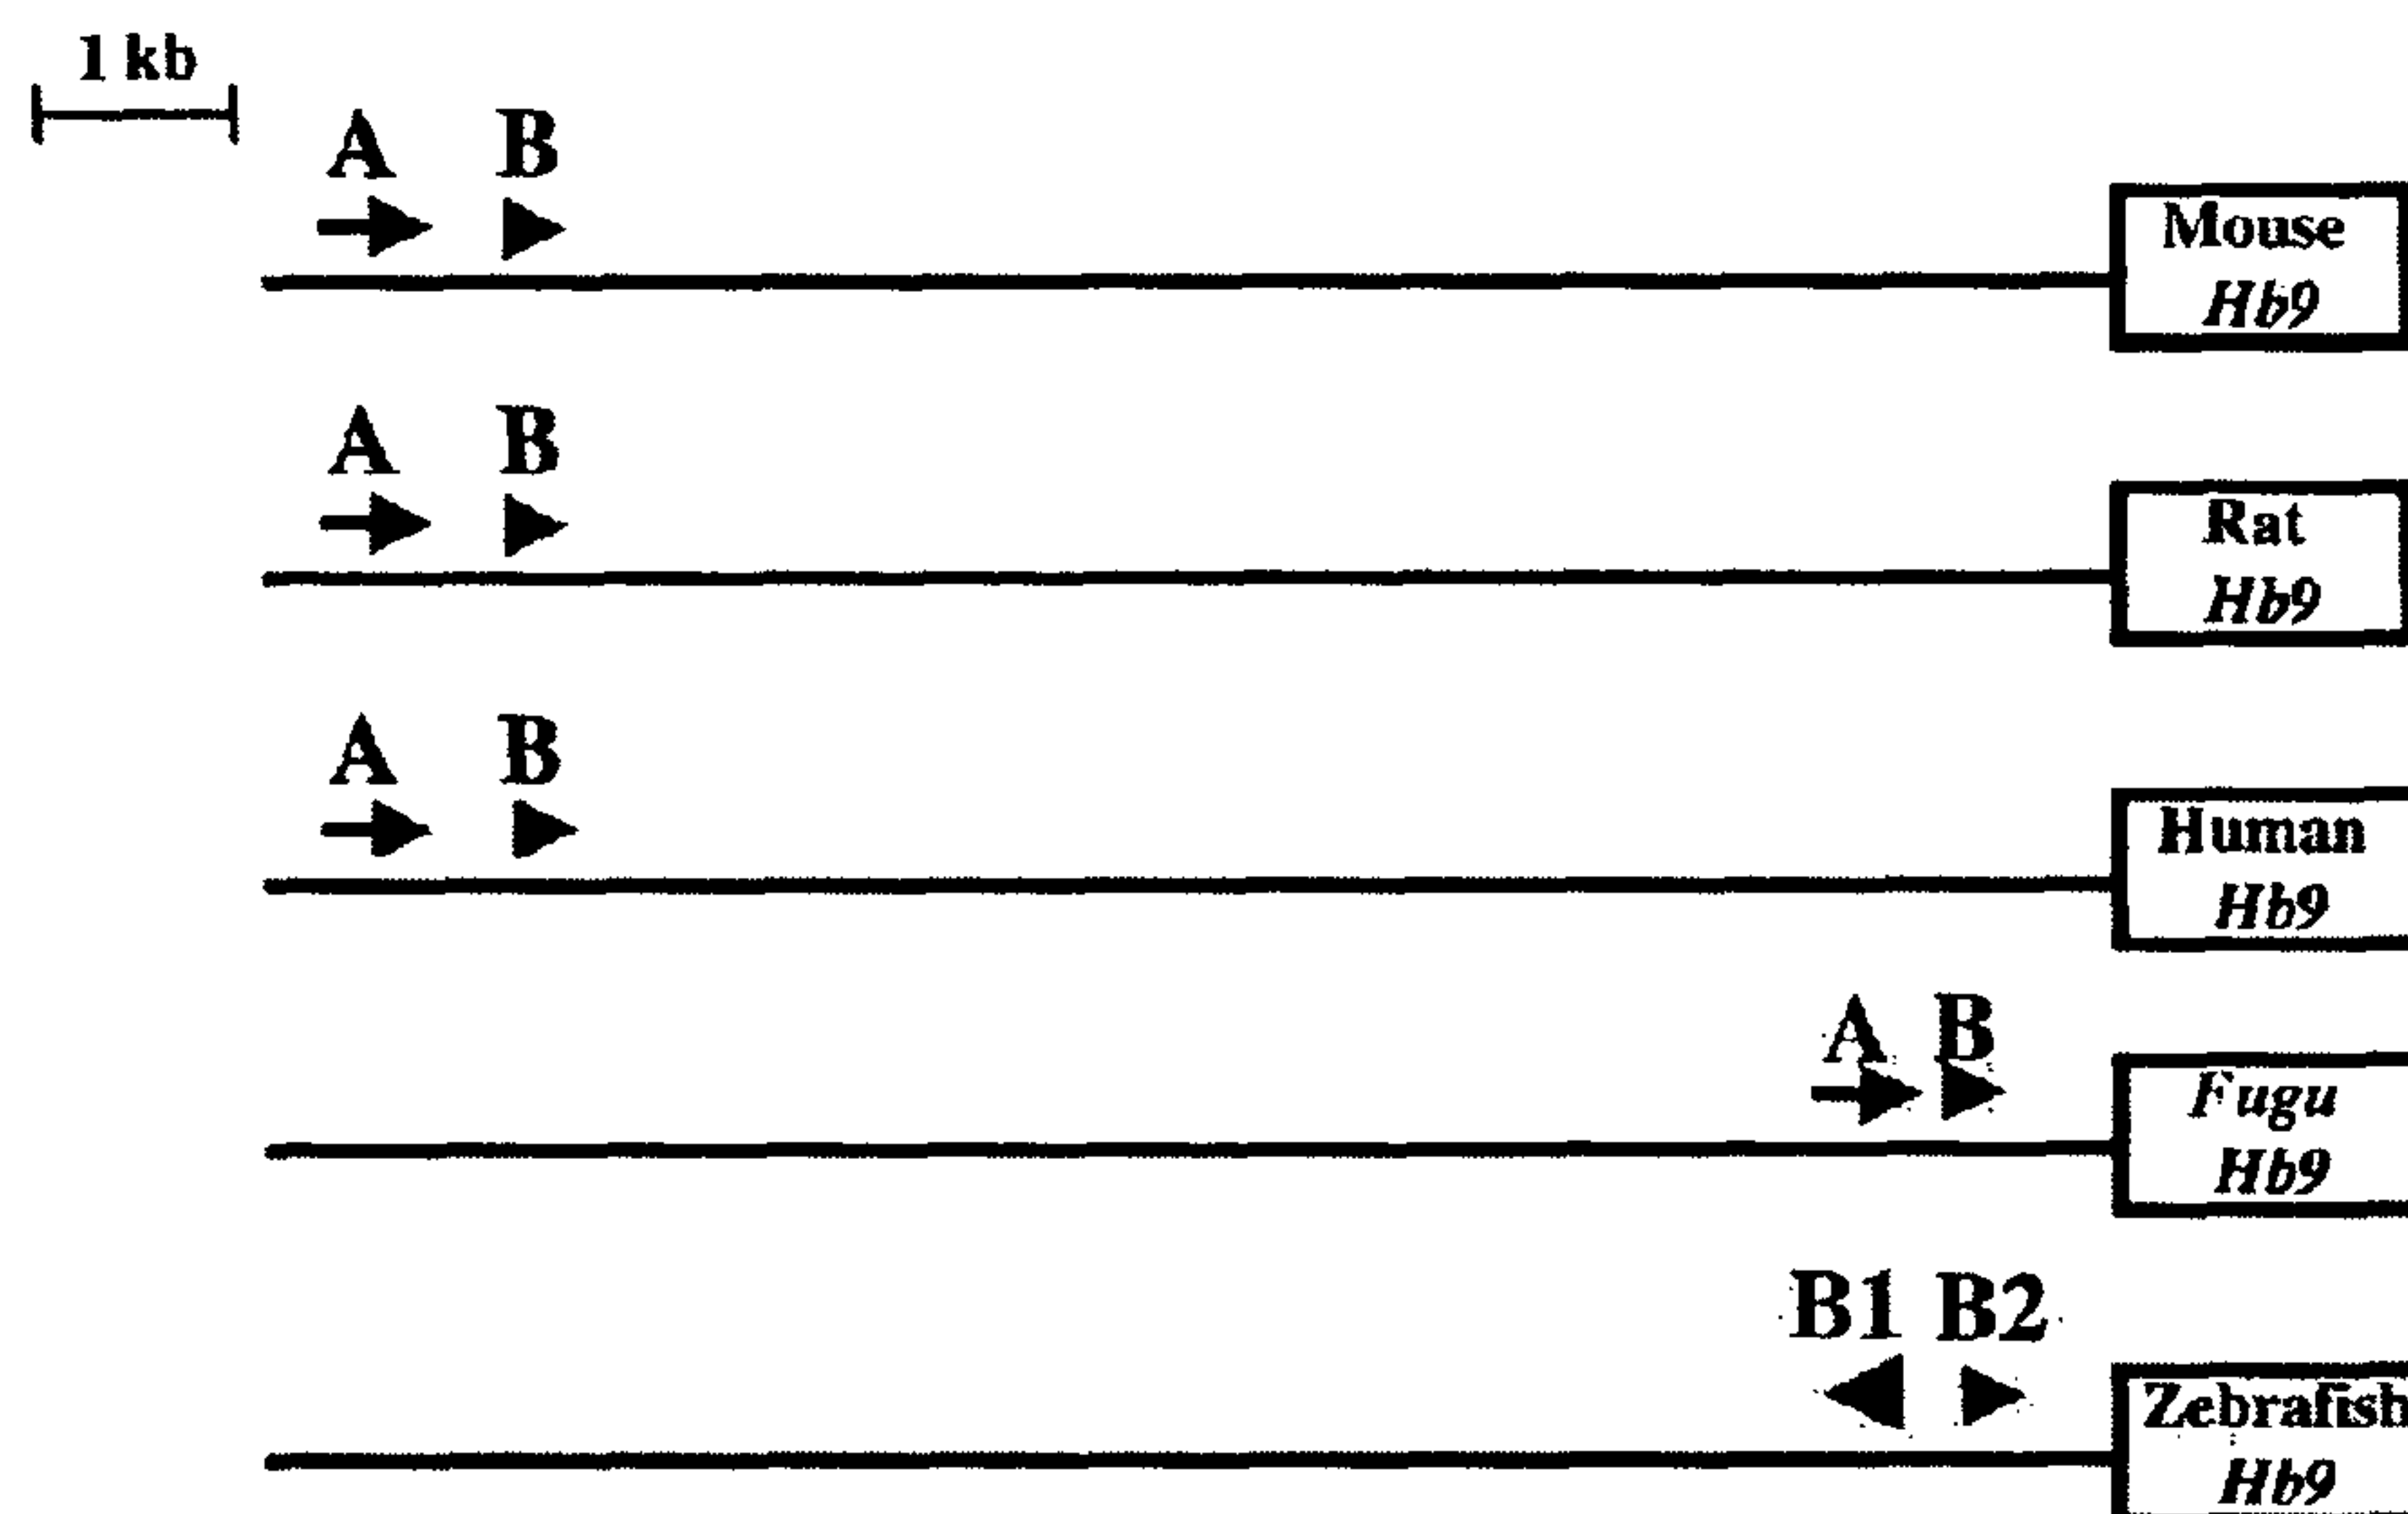 1 kb
A B
Mouse
Hb9
A B
Rat
Hb9
A B
Human
Hb9
A B
Fugu
Hb9
B1 B2
Zebrafish
Hb9